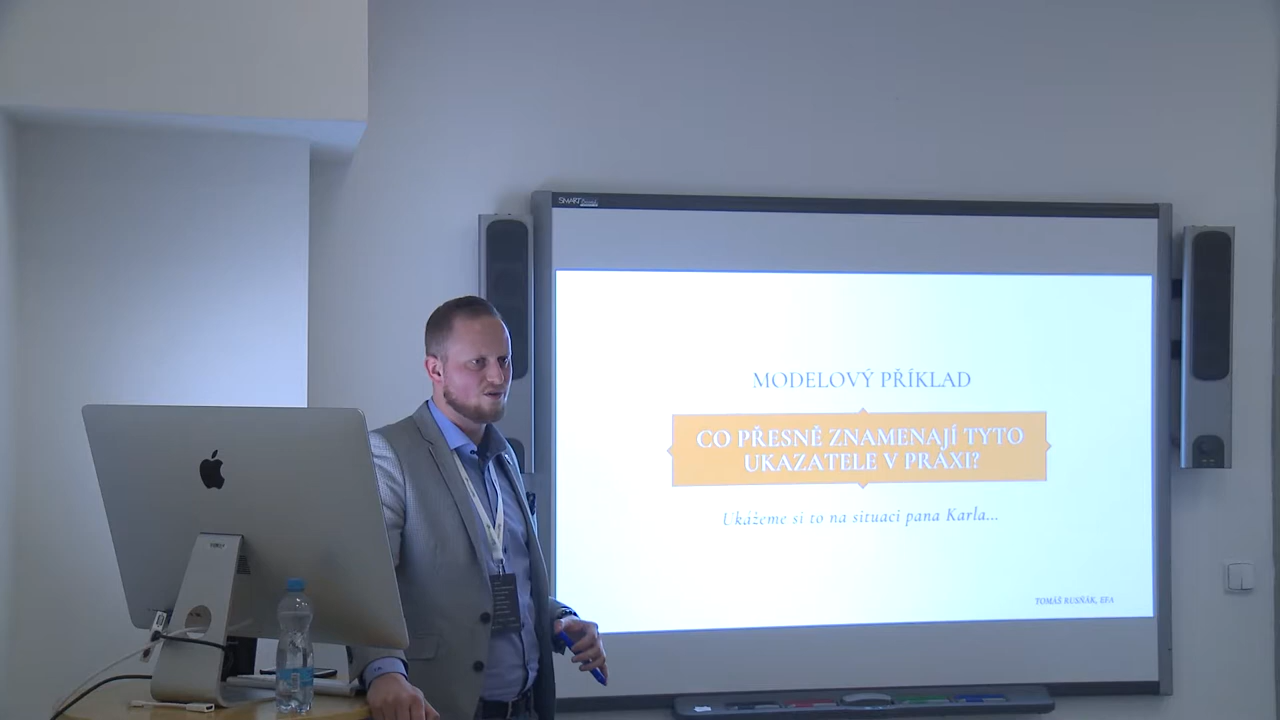 SMART Board
MODELOVÝ PŘÍKLAD
CO PŘESNĚ ZNAMENAJÍ TYTO
UKAZATELE V PRAXI?
Ukážeme si to na situaci pana Karla...
TOMÁŠ RUSŇÁK, EFA